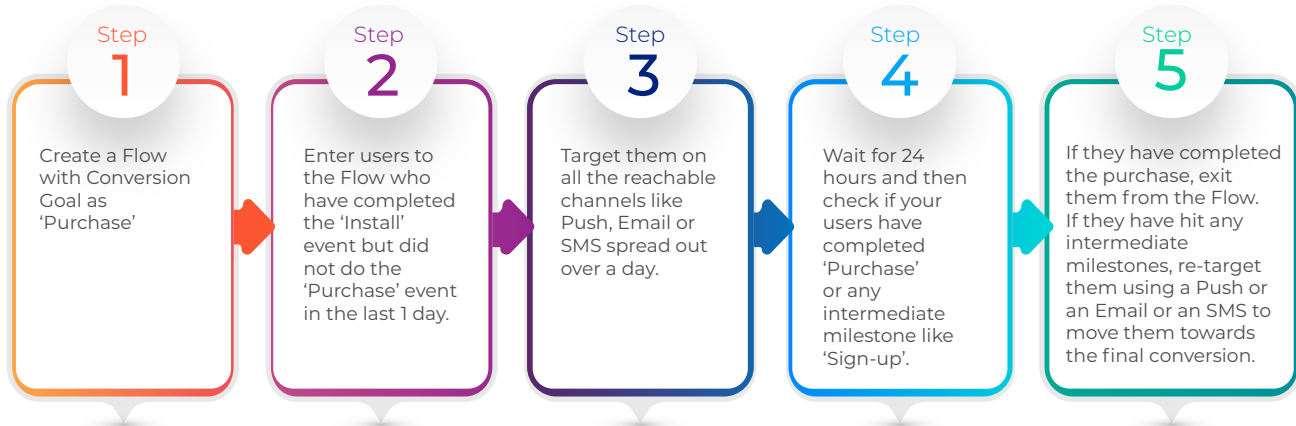 Step
1
Create a Flow
with Conversion
Goal as
‘Purchase’
Step
2
Enter users to
the Flow who
have completed
the ‘Install’
event but did
not do the
‘Purchase’ event
in the last 1 day.
Step
3
Target them on
all the reachable
channels like
Push, Email or
SMS spread out
over a day.
Step
4
Wait for 24
hours and then
check if your
users have
completed
‘Purchase’
or any
intermediate
milestone like
‘Sign-up’.
Step
5
If they have completed
the purchase, exit
them from the Flow.
If they have hit any
intermediate
milestones, re-target
them using a Push or
an Email or an SMS to
move them towards
the final conversion.